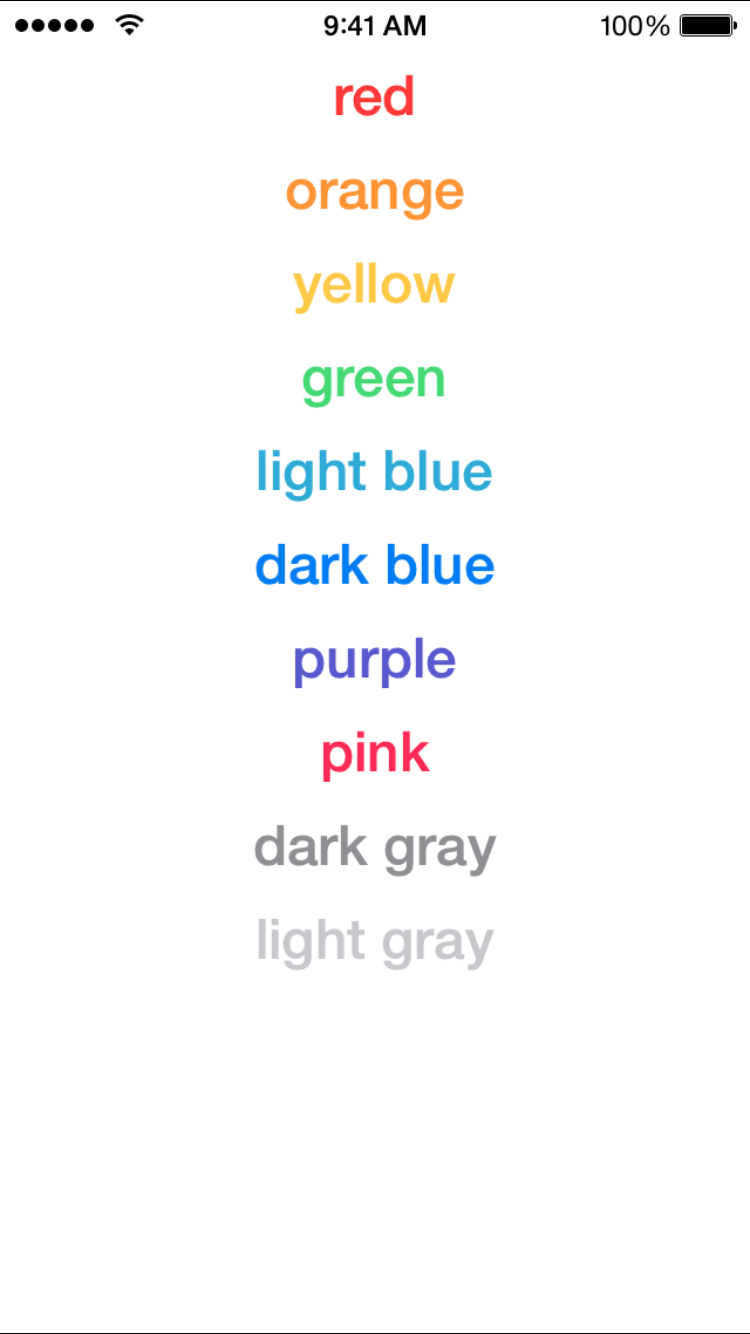 9:41 AM 100%
red
orange
yellow
green
light blue
dark blue
purple
pink
dark gray
light gray